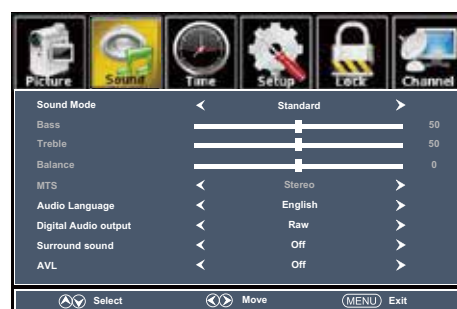 Picture Sound Time Setup Lock Channel
Sound Mode Standard
Bass 50
Treble 50
Balance 0
MTS Stereo
Audio Language English
Digital Audio output Raw
Surround sound Off
AVL Off
Select Move MENU Exit